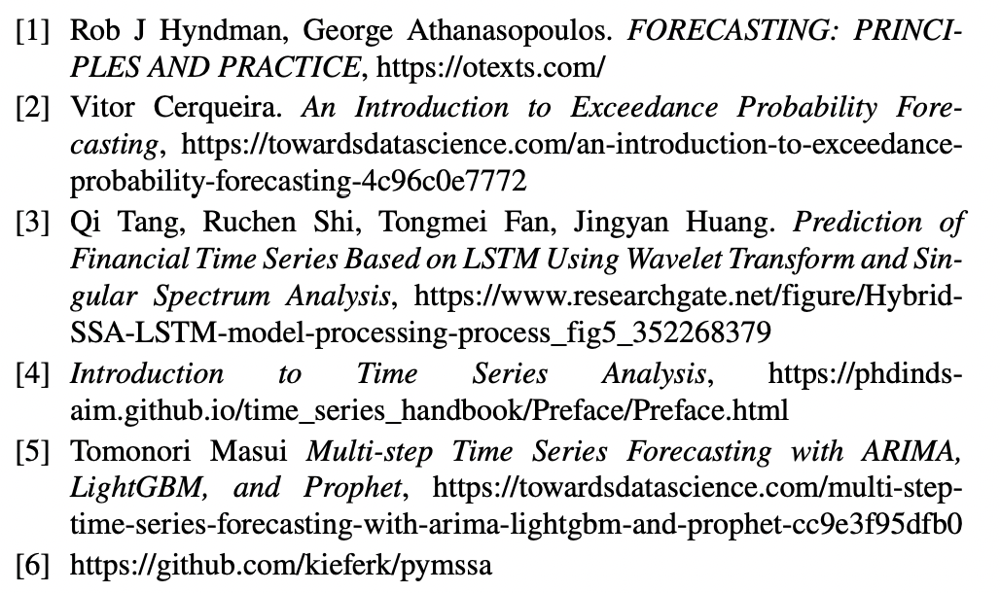 [1] Rob J Hyndman, George Athanasopoulos. FORECASTING: PRINCI-
PLES AND PRACTICE, https://otexts.com/
[2] Vitor Cerqueira. An Introduction to Exceedance Probability Fore-
casting, https://towardsdatascience.com/an-introduction-to-exceedance-
probability-forecasting-4c96c0e7772
[3] Qi Tang, Ruchen Shi, Tongmei Fan, Jingyan Huang. Prediction of
Financial Time Series Based on LSTM Using Wavelet Transform and Sin-
gular Spectrum Analysis, https://www.researchgate.net/figure/Hybrid-
SSA-LSTM-model-processing-process_fig5_352268379
[4] Introduction to Time Series Analysis, https://phdinds-
aim.github.io/time_series_handbook/Preface/Preface.html
[5] Tomonori Masui Multi-step Time Series Forecasting with ARIMA,
LightGBM, and Prophet, https://towardsdatascience.com/multi-step-
time-series-forecasting-with-arima-lightgbm-and-prophet-cc9e3f95dfb0
[6] https://github.com/kieferk/pymssa